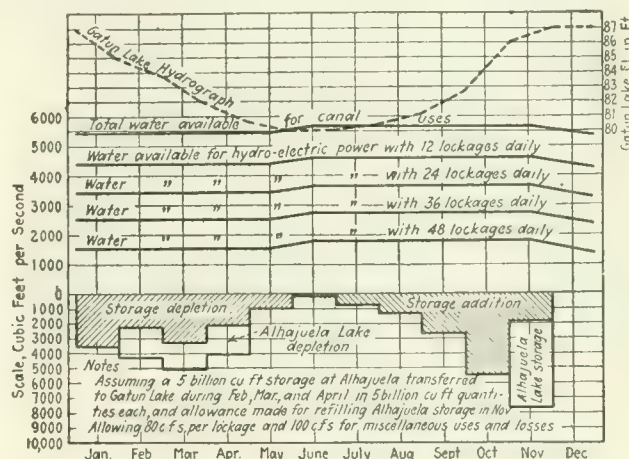 Gatun Lake Hydrograph
87
86
85
84
83
82
81
80
Gatun Lake El. in Ft
Total water available for canal uses
Water available for hydro-electric power with 12 lockages daily
Water " " " " with 24 lockages daily
Water " " " " with 36 lockages daily
Water " " " " with 48 lockages daily
6000
5000
4000
3000
2000
1000
0
1000
2000
3000
4000
5000
6000
7000
8000
9000
10,000
Scale, Cubic Feet per Second
Storage depletion
Storage addition
Alhajuela Lake
depletion
Alhajuela
Lake storage
Notes
Assuming a 5 billion cu ft storage at Alhajuela transferred
to Gatun Lake during Feb, Mar, and April in 5 billion cu ft quanti-
ties each, and allowance made for refilling Alhajuela storage in Nov
Allowing 80 cfs, per lockage and 100 cfs for miscellaneous uses and losses
Jan. Feb Mar. Apr. May June July Aug Sept Oct Nov Dec